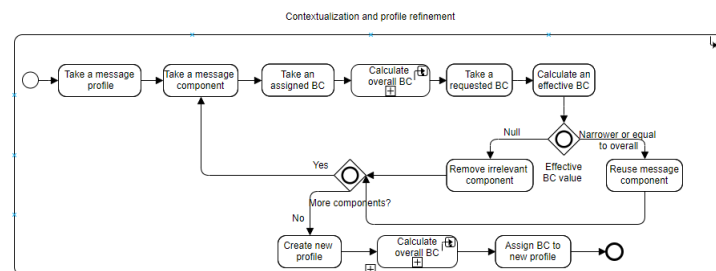 Contextualization and profile refinement
Take a message
profile
Take a message
component
Take an
assigned BC
Calculate
overall BC
Take a
requested BC
Calculate an
effective BC
Null
Narrower or equal
to overall
Effective
BC value
Remove irrelevant
component
Reuse message
component
Yes
More components?
No
Create new
profile
Calculate
overall BC
Assign BC to
new profile